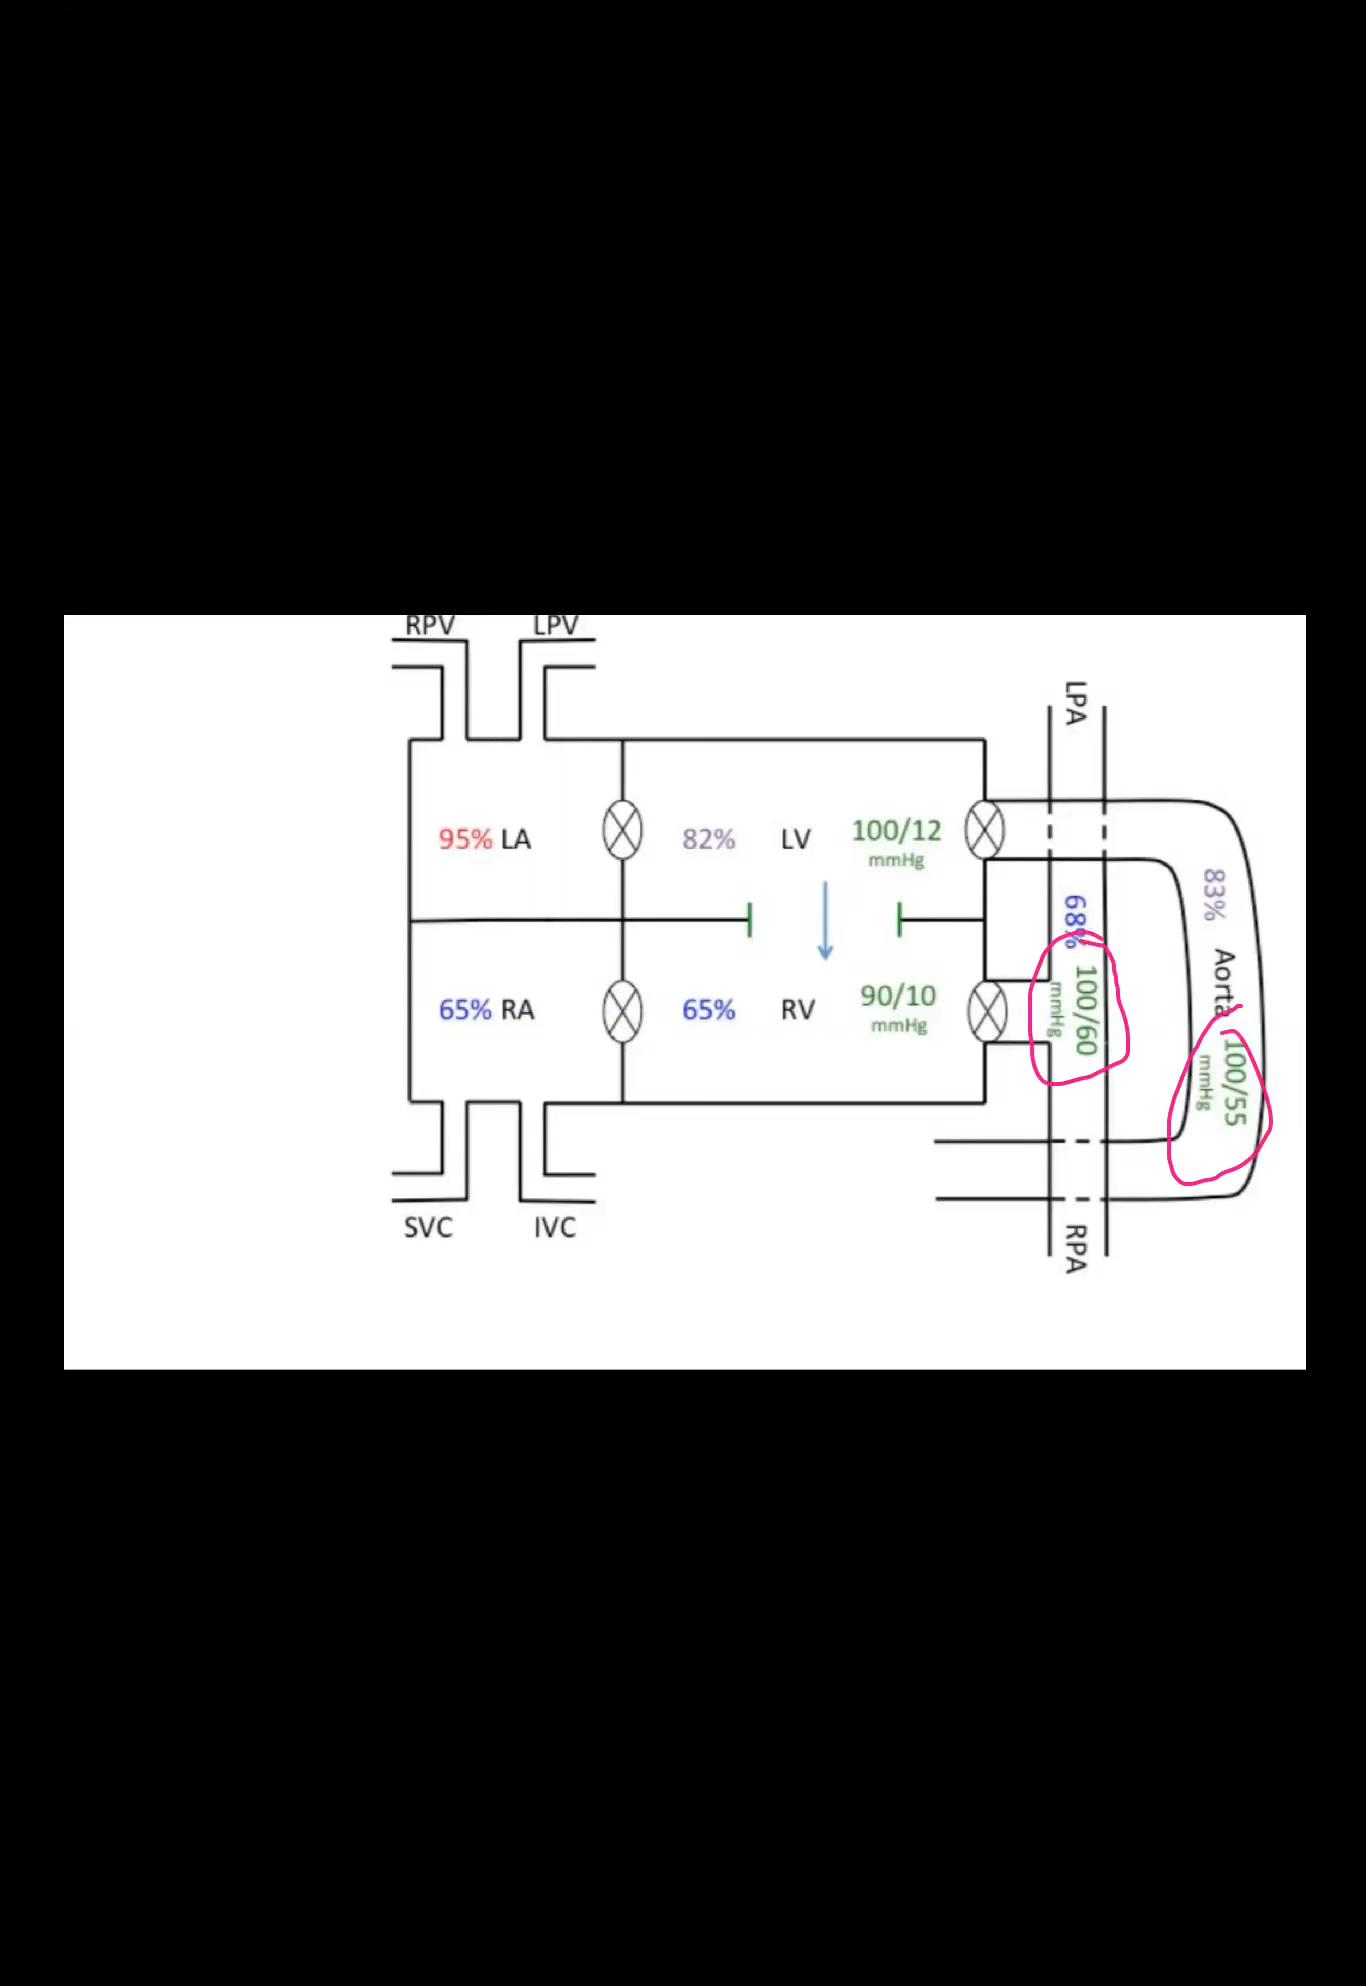 RPV LPV
LPA
95% LA
82% LV 100/12
mmHg
83%
68%
Aorta
100/60
mmHg
65% RA
65% RV 90/10
mmHg
100/55
mmHg
SVC IVC
RPA